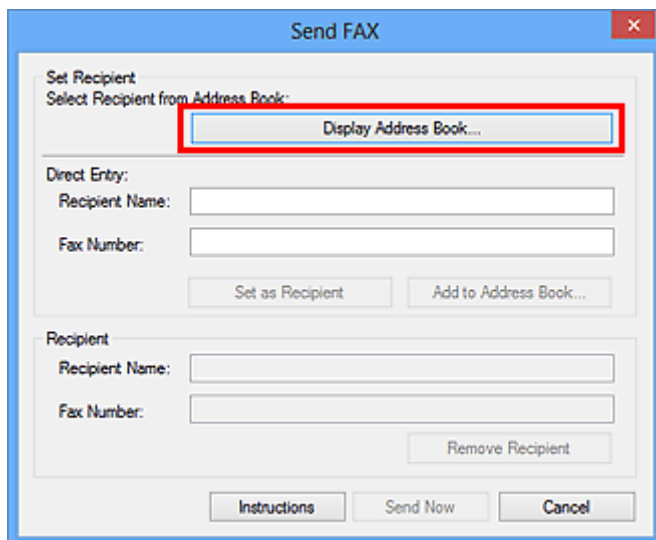 Send FAX
Set Recipient
Select Recipient from Address Book:
Display Address Book...
Direct Entry:
Recipient Name:
Fax Number:
Set as Recipient
Add to Address Book...
Recipient
Recipient Name:
Fax Number:
Remove Recipient
Instructions
Send Now
Cancel